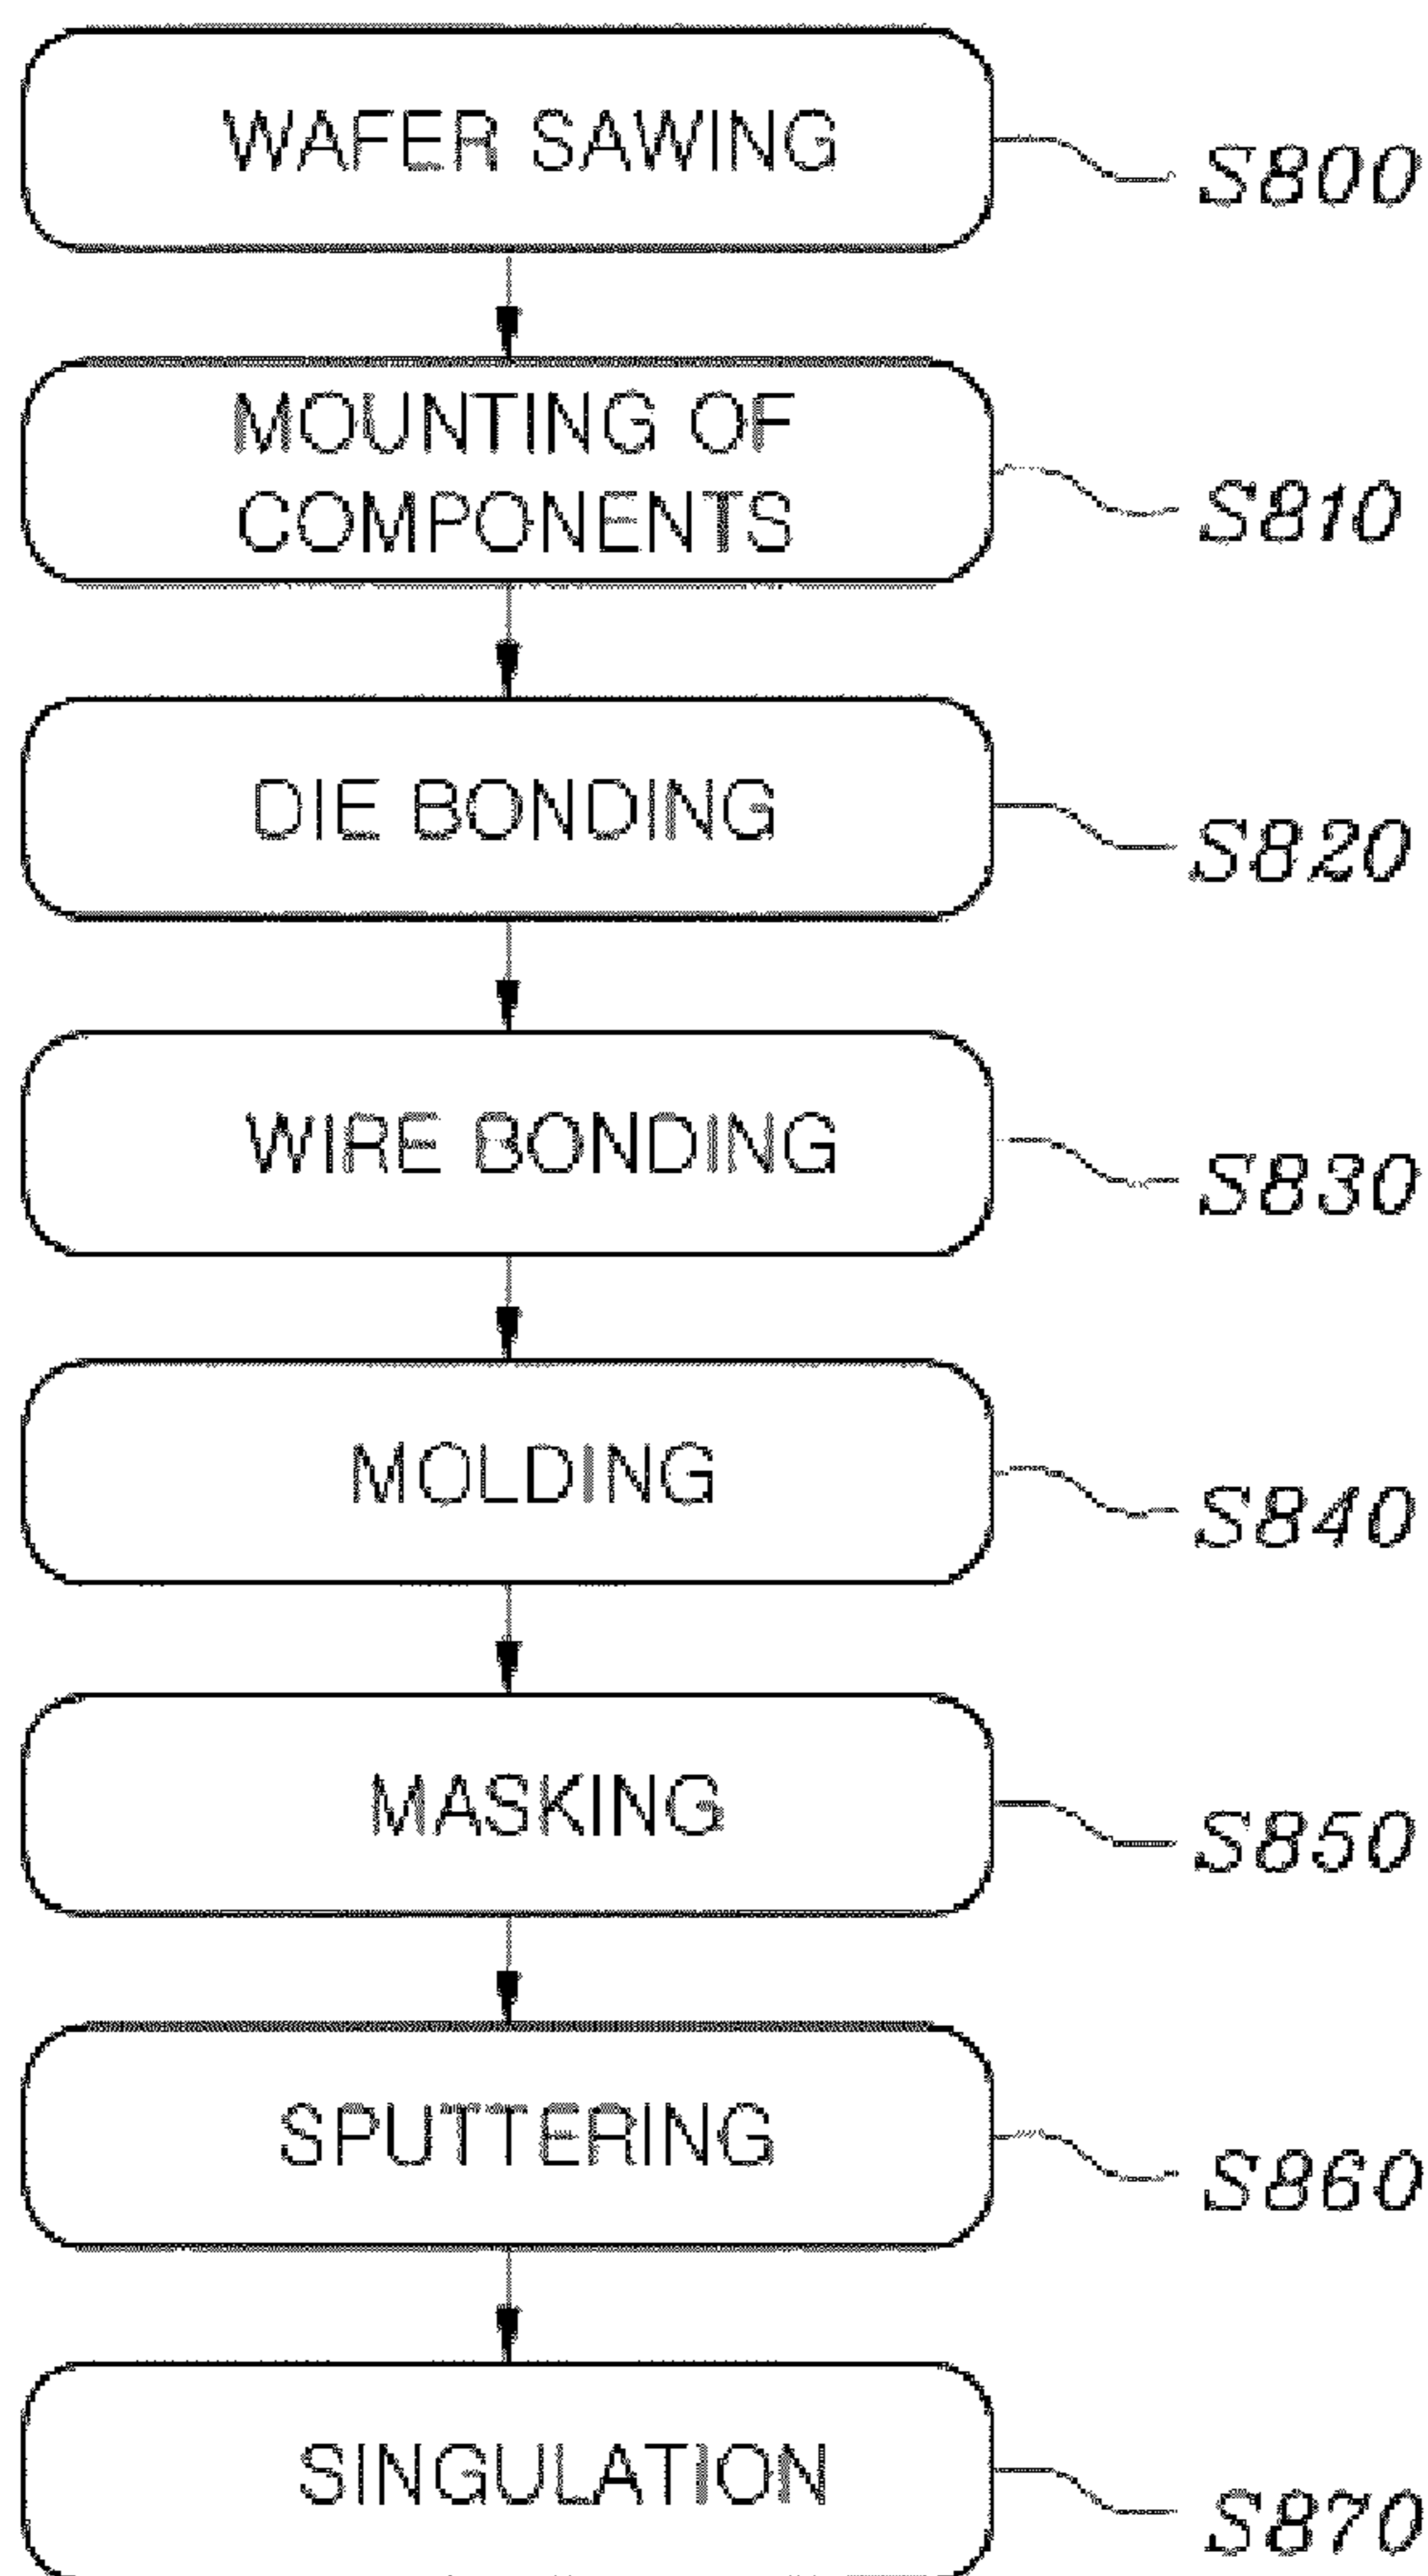 WAFER SAWING
S800
MOUNTING OF
COMPONENTS
S810
DIE BONDING
S820
WIRE BONDING
S830
MOLDING
S840
MASKING
S850
SPUTTERING
S860
SINGULATION
S870